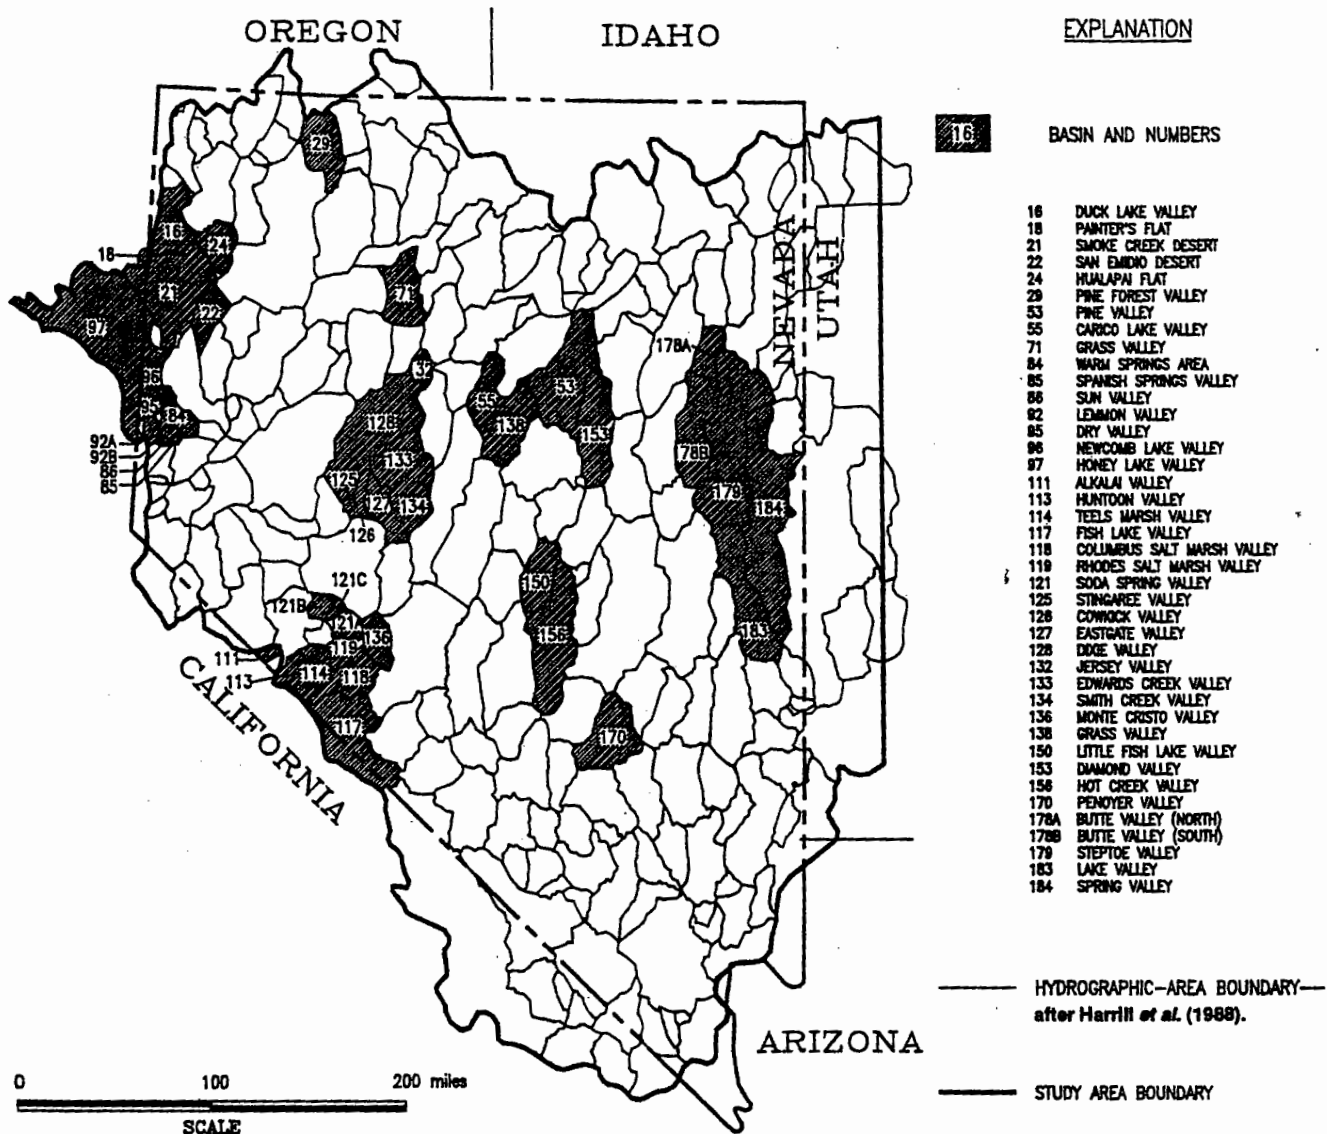 OREGON
IDAHO
EXPLANATION
16 BASIN AND NUMBERS
16 DUCK LAKE VALLEY
18 PAINTER'S FLAT
21 SMOKE CREEK DESERT
22 SAN EMIDIO DESERT
24 HUALAPAI FLAT
29 PINE FOREST VALLEY
53 PINE VALLEY
55 CARICO LAKE VALLEY
71 GRASS VALLEY
84 WARM SPRINGS AREA
85 SPANISH SPRINGS VALLEY
86 SUN VALLEY
92 LEMMON VALLEY
95 DRY VALLEY
96 NEWCOMB LAKE VALLEY
97 HONEY LAKE VALLEY
111 ALKALAI VALLEY
113 HUNTOON VALLEY
114 TEELS MARSH VALLEY
117 FISH LAKE VALLEY
118 COLUMBUS SALT MARSH VALLEY
119 RHODES SALT MARSH VALLEY
121 SODA SPRING VALLEY
125 STINGAREE VALLEY
126 COWKICK VALLEY
127 EASTGATE VALLEY
128 DIXIE VALLEY
132 JERSEY VALLEY
133 EDWARDS CREEK VALLEY
134 SMITH CREEK VALLEY
136 MONTE CRISTO VALLEY
138 GRASS VALLEY
150 LITTLE FISH LAKE VALLEY
153 DIAMOND VALLEY
156 HOT CREEK VALLEY
170 PENOYER VALLEY
178A BUTTE VALLEY (NORTH)
178B BUTTE VALLEY (SOUTH)
179 STEPTOE VALLEY
183 LAKE VALLEY
184 SPRING VALLEY
HYDROGRAPHIC-AREA BOUNDARY—
after Harrill et al. (1988).
STUDY AREA BOUNDARY
29
16
24
18
21
22
71
97
NEVADA
UTAH
178A
32
96
53
55
95
84
128
138
153
92A
92B
86
85
133
178B
125
127
134
179
184
126
121C
150
121B
121A
136
156
183
119
111
114
118
113
117
170
CALIFORNIA
ARIZONA
0 100 200 miles
SCALE